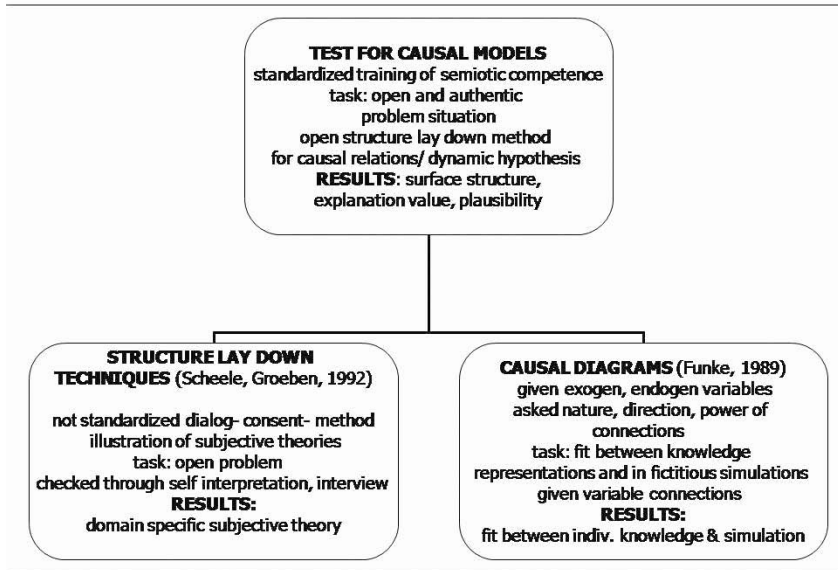 TEST FOR CAUSAL MODELS
standardized training of semiotic competence
task: open and authentic
problem situation
open structure lay down method
for causal relations/ dynamic hypothesis
RESULTS: surface structure,
explanation value, plausibility
STRUCTURE LAY DOWN
TECHNIQUES (Scheele, Groeben, 1992)
not standardized dialog- consent- method
illustration of subjective theories
task: open problem
checked through self interpretation, interview
RESULTS:
domain specific subjective theory
CAUSAL DIAGRAMS (Funke, 1989)
given exogen, endogen variables
asked nature, direction, power of
connections
task: fit between knowledge
representations and in fictitious simulations
given variable connections
RESULTS:
fit between indiv. knowledge & simulation